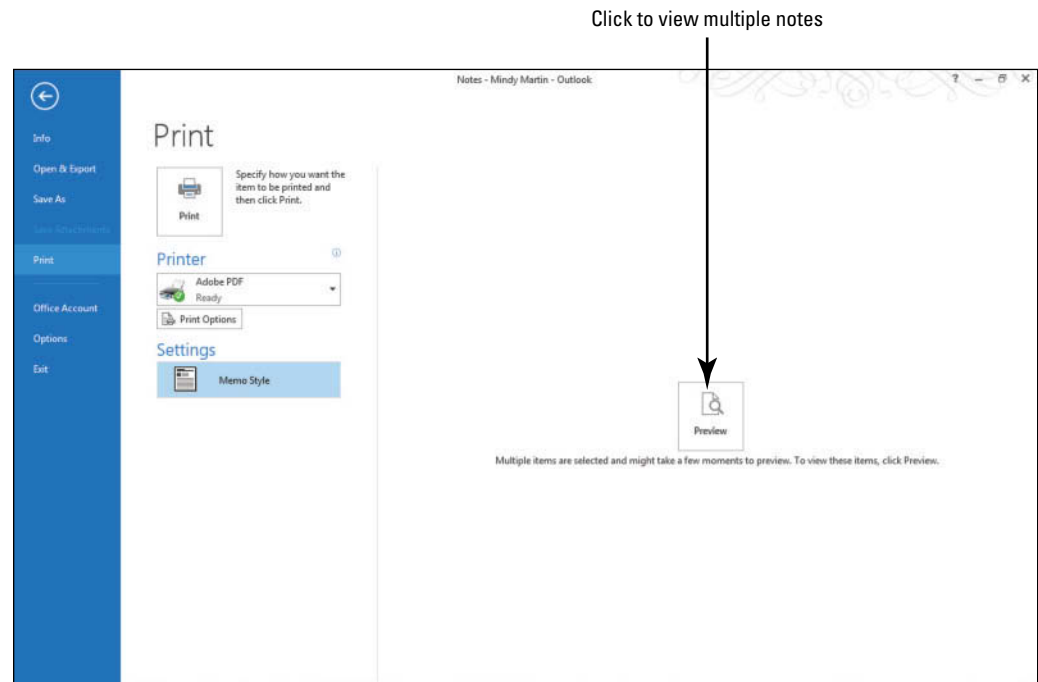 Click to view multiple notes
Notes - Mindy Martin - Outlook
Info
Open & Export
Save As
Save Attachments
Print
Office Account
Options
Exit
Print
Print
Specify how you want the
item to be printed and
then click Print.
Printer
Adobe PDF
Ready
Print Options
Settings
Memo Style
Preview
Multiple items are selected and might take a few moments to preview. To view these items, click Preview.